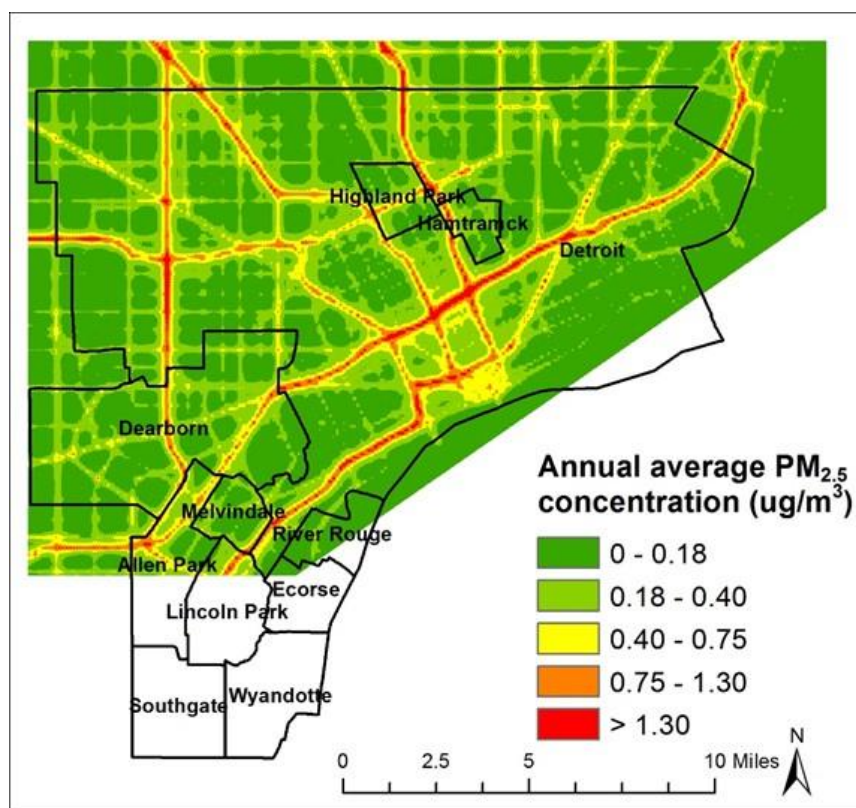 Highland Park
Hamtramck
Detroit
Dearborn
Melvindale
River Rouge
Allen Park
Ecorse
Lincoln Park
Southgate
Wyandotte
Annual average PM2.5
concentration (ug/m³)
0 - 0.18
0.18 - 0.40
0.40 - 0.75
0.75 - 1.30
> 1.30
N
0 2.5 5 10 Miles